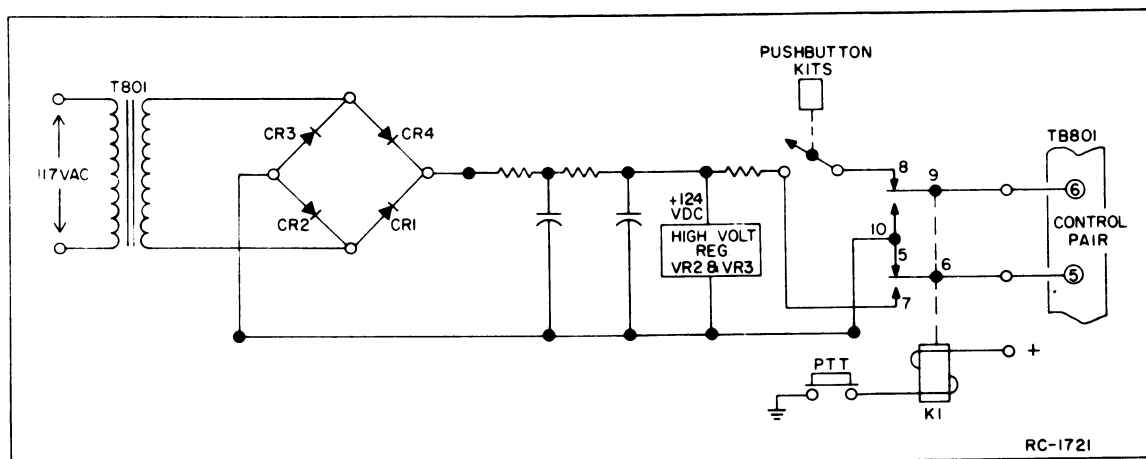 PUSHBUTTON
KITS
T801
117VAC
CR3
CR4
CR2
CR1
+124
VDC
HIGH VOLT
REG.
VR2 & VR3
8
9
10
5
6
7
TB801
6
CONTROL
PAIR
5
PTT
+
K1
RC-1721